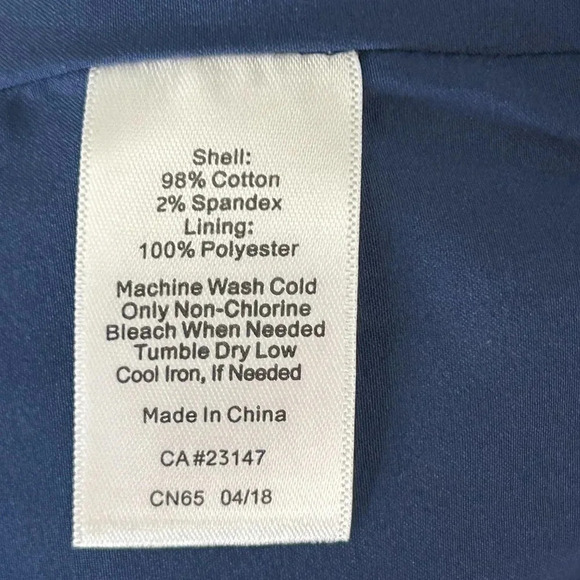 Shell:
98% Cotton
2% Spandex
Lining:
100% Polyester
Machine Wash Cold
Only Non-Chlorine
Bleach When Needed
Tumble Dry Low
Cool Iron, If Needed
Made In China
CA#23147
CN65 04/18